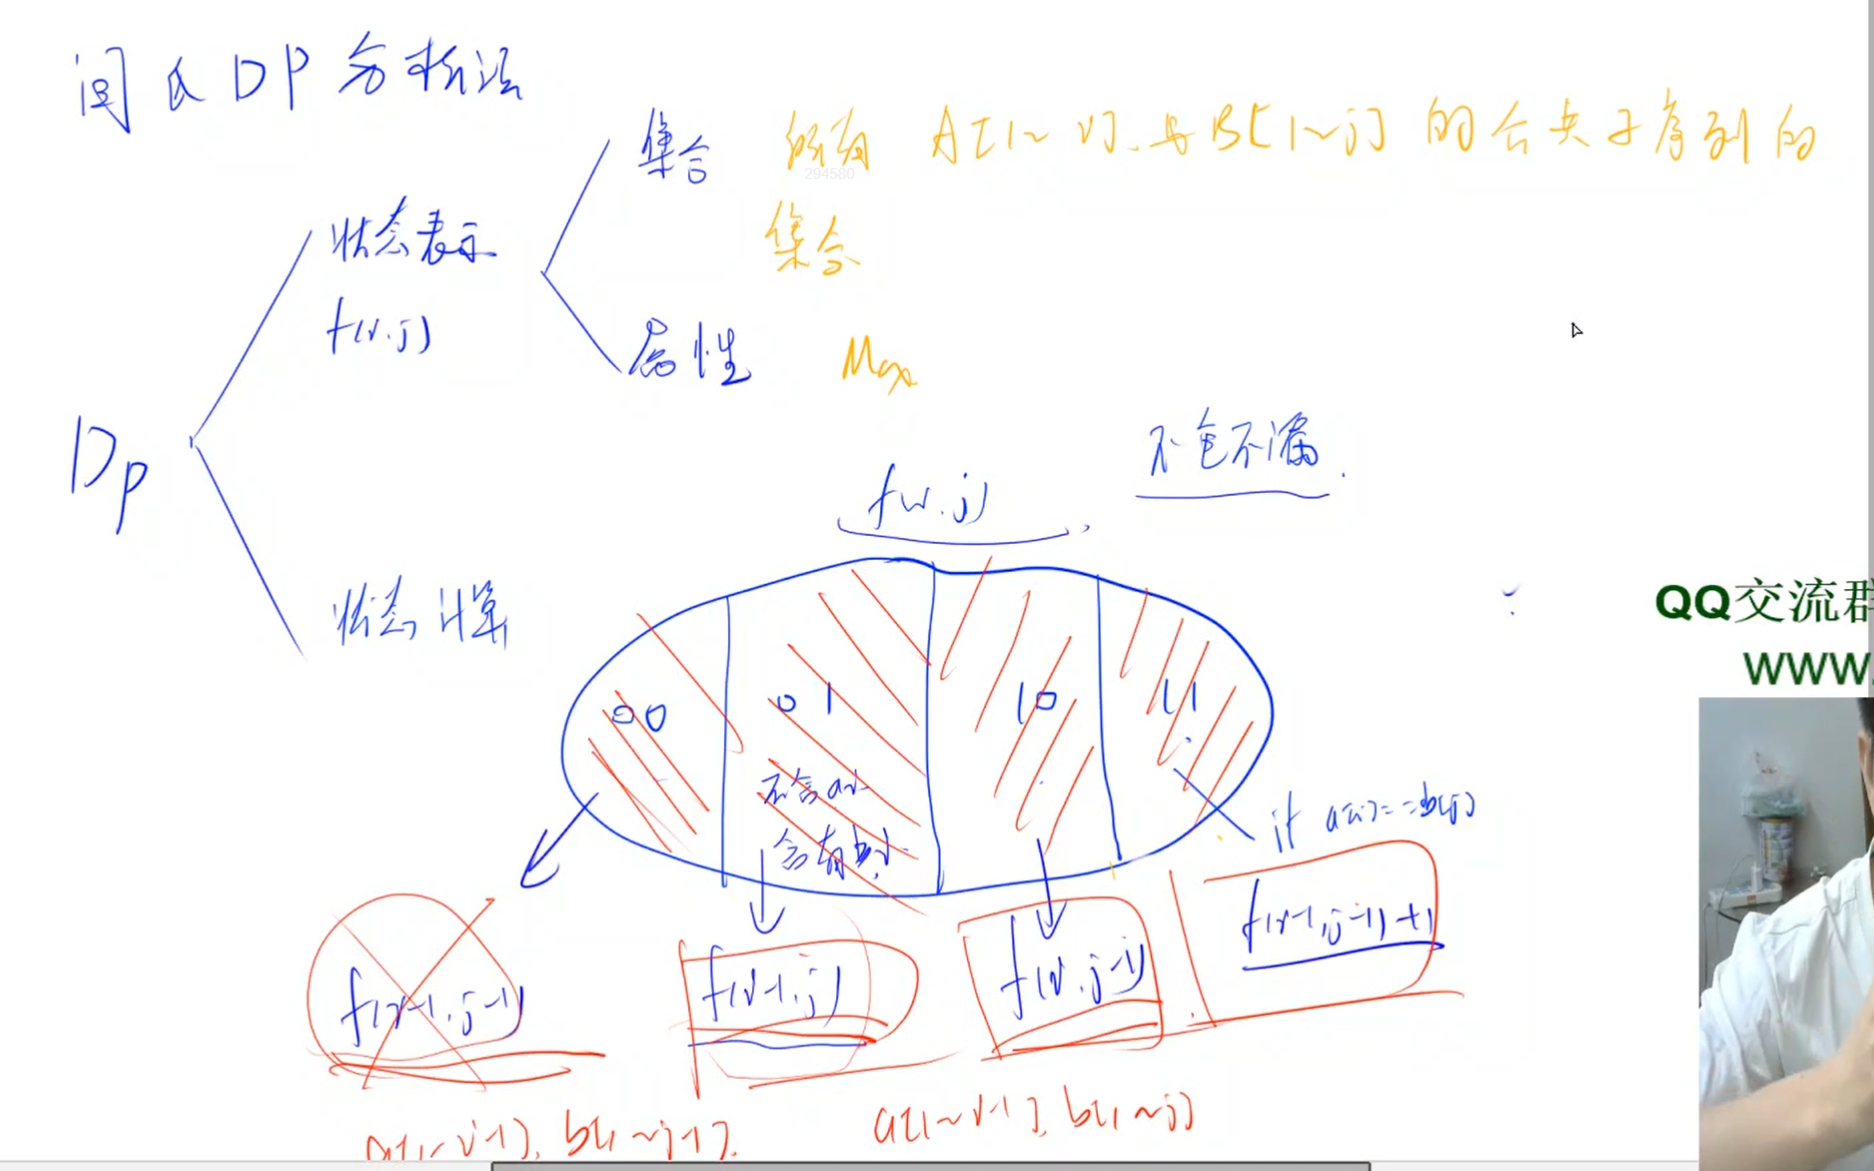 闫氏DP分析法
集合 所有 A[1~i]与B[1~j]的公共子序列的
294580
集合
状态表示
f(i,j)
属性 Max
DP
不重不漏.
f(i,j)
状态计算
QQ交流群
WWW.
00 01 10 11
不含a[i]
含有b[j]
if a[i]==b[j]
f(i-1,j-1)+1
f(i-1,j-1) f(i-1,j) f(i,j-1)
a[1~i-1], b[1~j-1]. a[1~i-1], b[1~j]